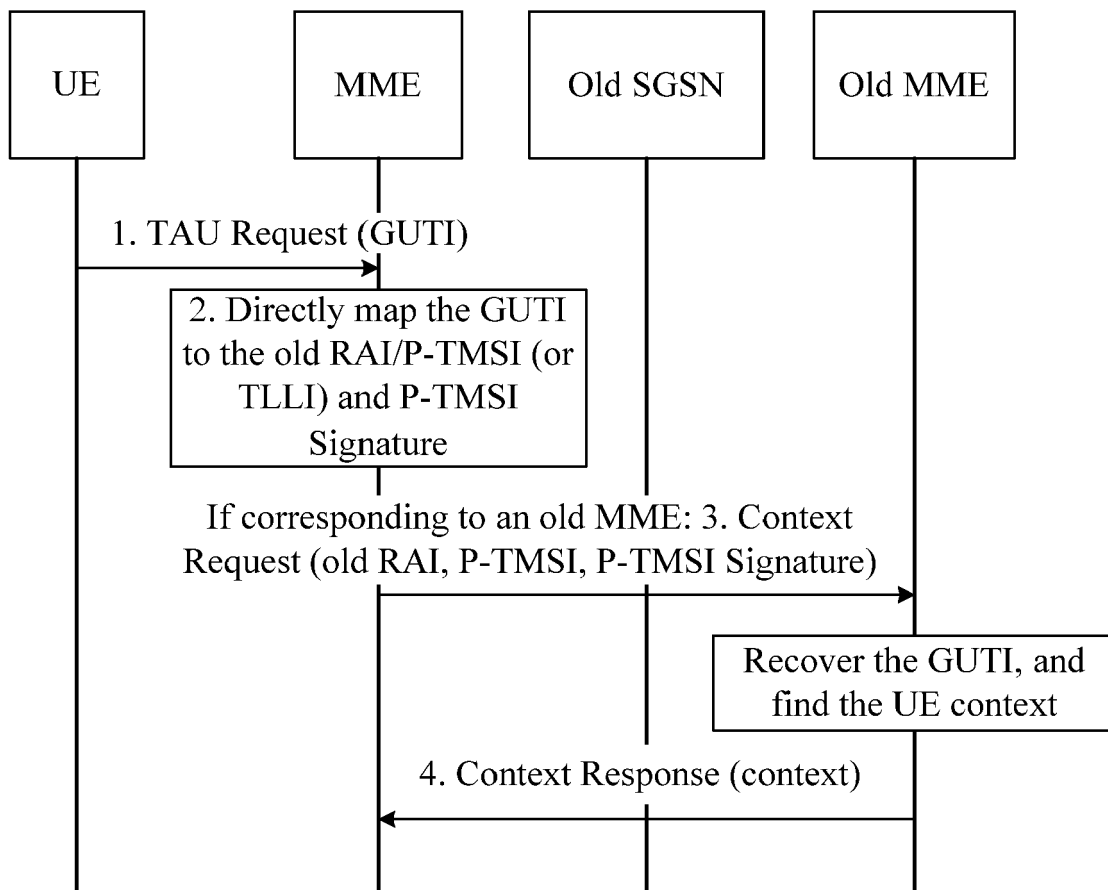 UE
MME
Old SGSN
Old MME
1. TAU Request (GUTI)
2. Directly map the GUTI
to the old RAI/P-TMSI (or
TLLI) and P-TMSI
Signature
If corresponding to an old MME: 3. Context
Request (old RAI, P-TMSI, P-TMSI Signature)
Recover the GUTI, and
find the UE context
4. Context Response (context)